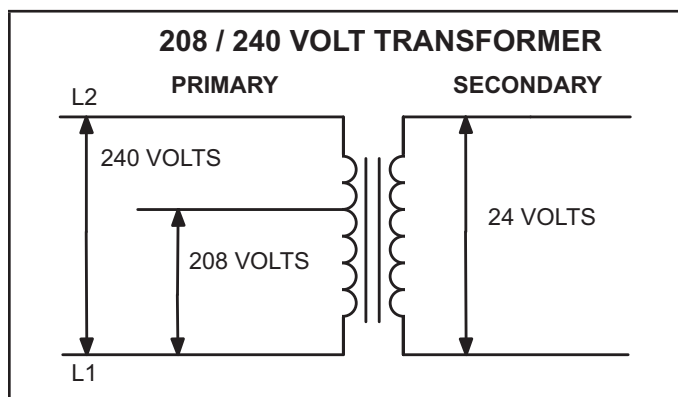 208 / 240 VOLT TRANSFORMER
PRIMARY
SECONDARY
L2
240 VOLTS
24 VOLTS
208 VOLTS
L1